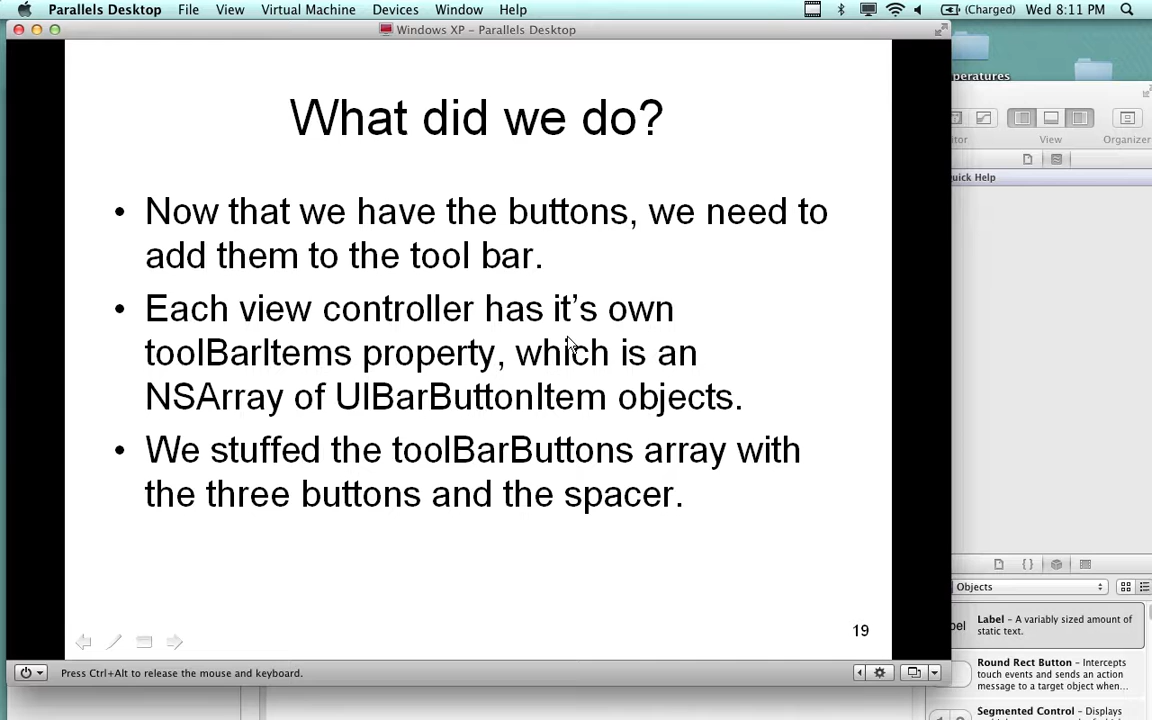 Parallels Desktop File View Virtual Machine Devices Window Help (Charged) Wed 8:11 PM
Windows XP – Parallels Desktop
peratures
What did we do?
itor View Organizer
uick Help
• Now that we have the buttons, we need to
add them to the tool bar.
• Each view controller has it’s own
toolBarItems property, which is an
NSArray of UIBarButtonItem objects.
• We stuffed the toolBarButtons array with
the three buttons and the spacer.
19
Press Ctrl+Alt to release the mouse and keyboard.
{ }
Objects
Label – A variably sized amount of
static text.
Round Rect Button – Intercepts
touch events and sends an action
message to a target object when...
Segmented Control – Displays